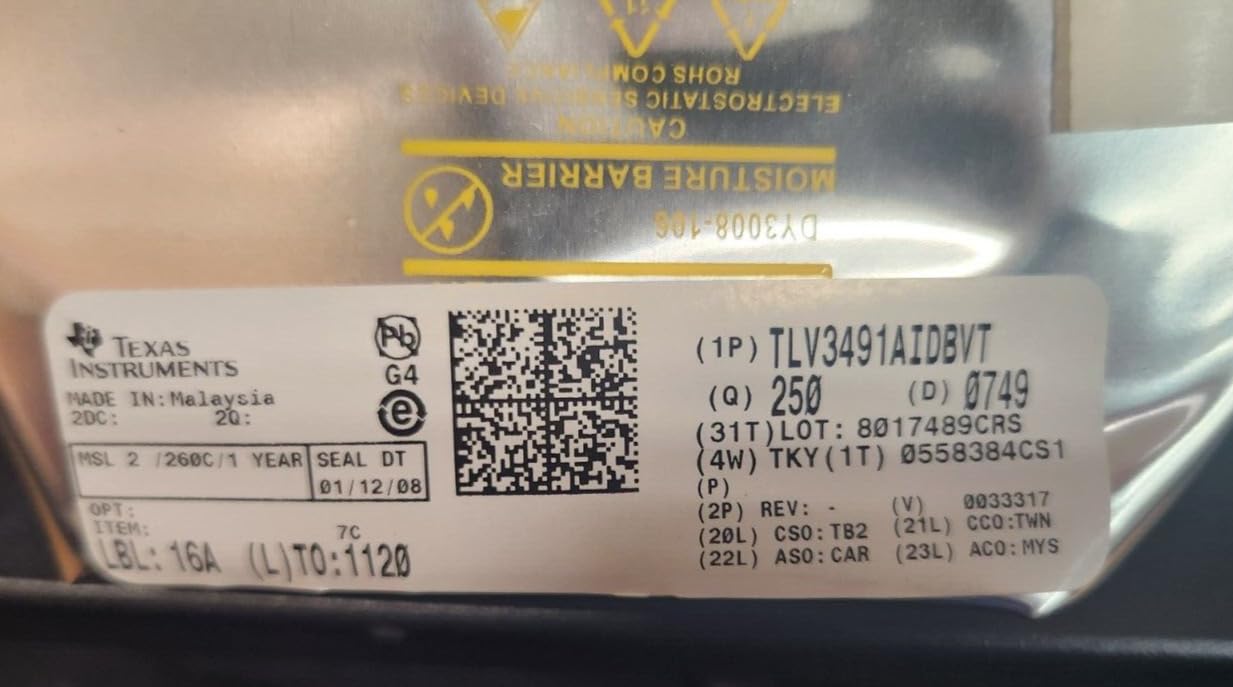 ROHS COMPLIANCE
ELECTROSTATIC SENSITIVE DEVICES
CAUTION
MOISTURE BARRIER
DY3008-106
TEXAS
INSTRUMENTS
MADE IN:Malaysia
2DC: 2Q:
Pb
G4
e
MSL 2 /260C/1 YEAR
SEAL DT
01/12/08
OPT:
ITEM:
7C
LBL: 16A (L)TO:1120
(1P) TLV3491AIDBVT
(Q) 250 (D) 0749
(31T)LOT: 8017489CRS
(4W) TKY(1T) 0558384CS1
(P)
(2P) REV: - (V) 0033317
(20L) CSO:TB2 (21L) CCO:TWN
(22L) ASO:CAR (23L) ACO:MYS